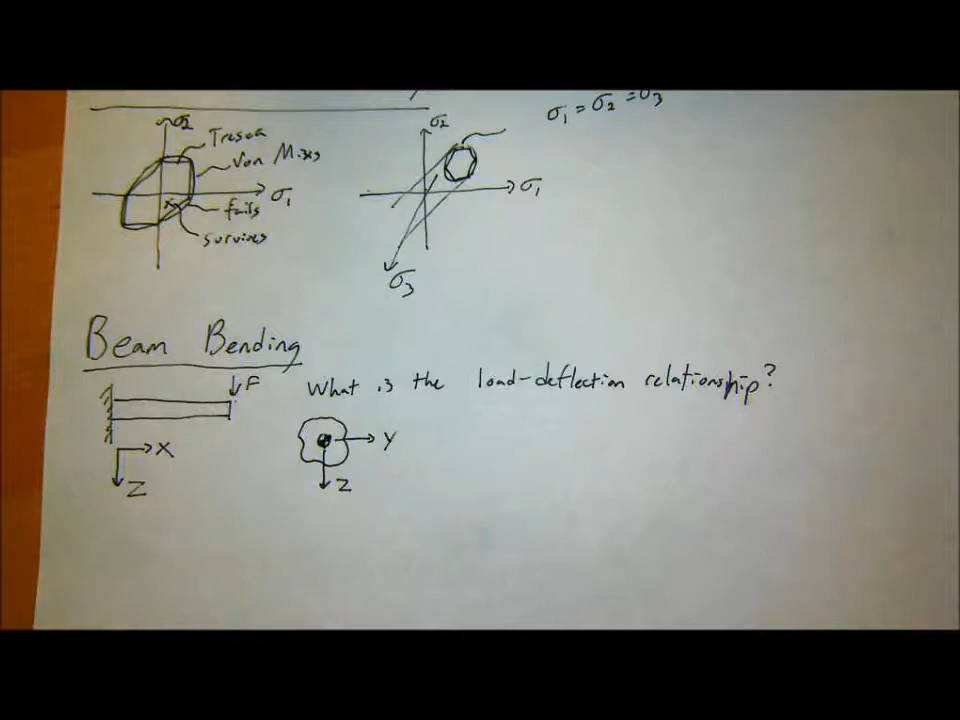 σ₁ = σ₂ = σ₃
σ₂
Tresca
Von Mises
σ₁
fails
survives
σ₂
σ₁
σ₃
Beam Bending
F
What is the load-deflection relationship?
X
Z
Y
Z